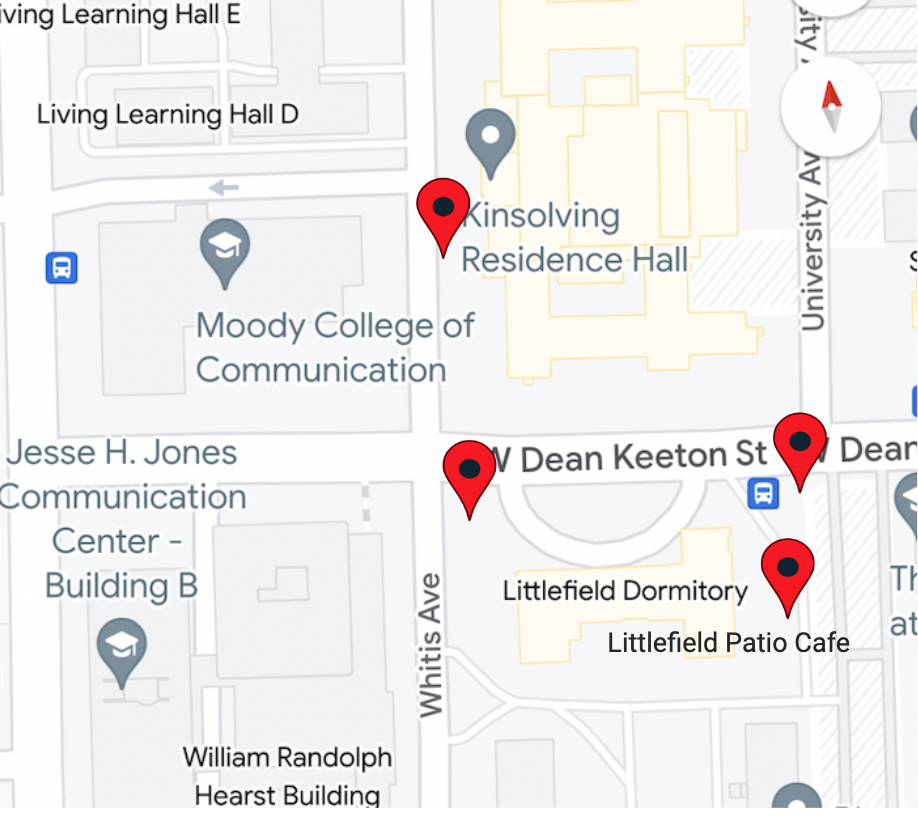 iving Learning Hall E
Living Learning Hall D
Kinsolving
Residence Hall
University Av
Moody College of
Communication
W Dean Keeton St
W Dean
Jesse H. Jones
Communication
Center -
Building B
Littlefield Dormitory
Littlefield Patio Cafe
Th
at
Whitis Ave
William Randolph
Hearst Building